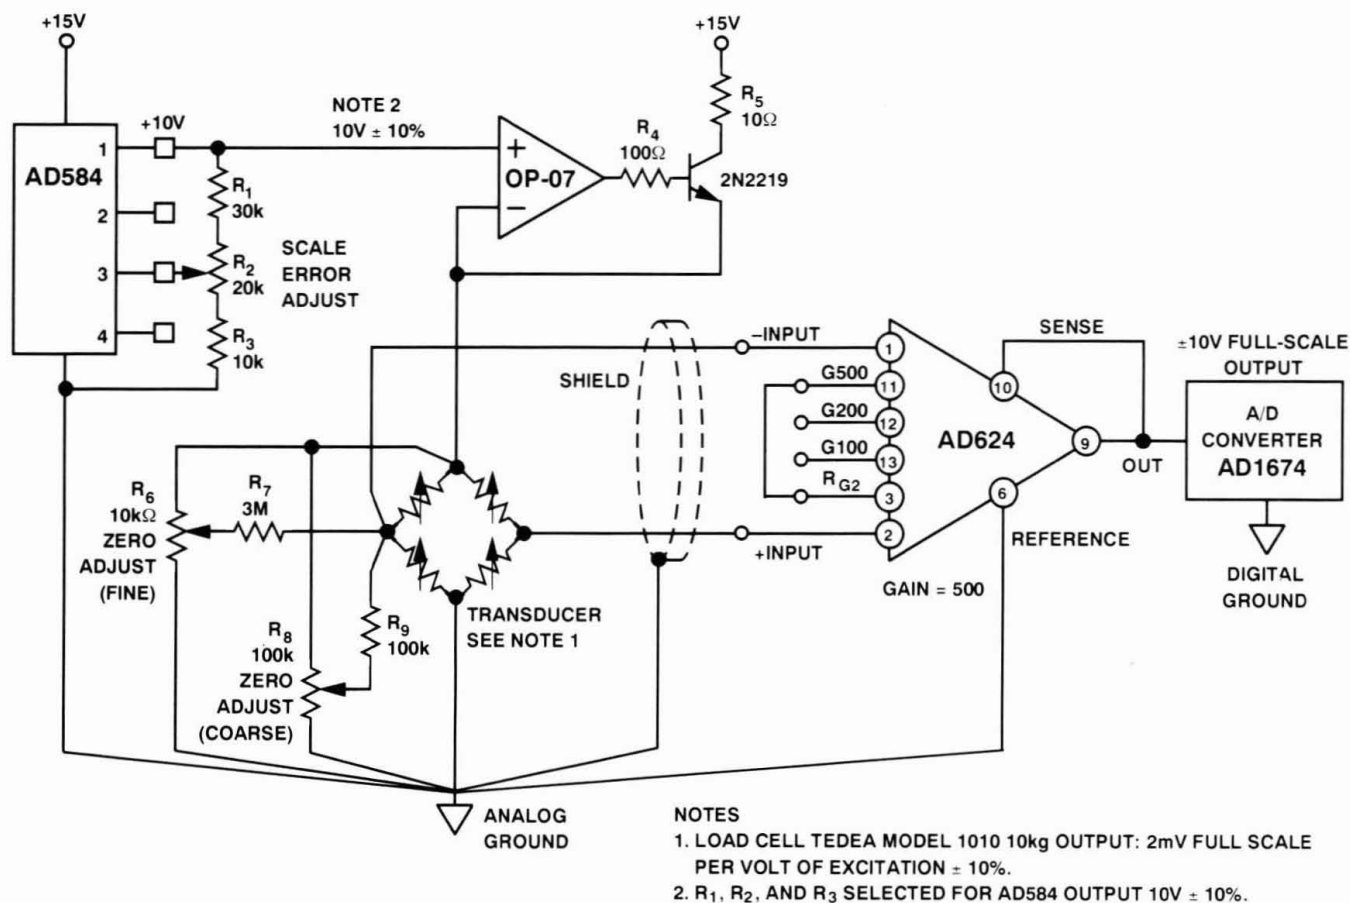 +15V
+15V
R5
10Ω
NOTE 2
10V ± 10%
+10V
1
AD584
2
3
4
R1
30k
R2
20k
R3
10k
SCALE
ERROR
ADJUST
+
OP-07
−
R4
100Ω
2N2219
SHIELD
−INPUT
1
G500
11
G200
12
G100
13
RG2
3
+INPUT
2
AD624
SENSE
10
9
OUT
6
REFERENCE
GAIN = 500
±10V FULL-SCALE
OUTPUT
A/D
CONVERTER
AD1674
DIGITAL
GROUND
R6
10kΩ
ZERO
ADJUST
(FINE)
R7
3M
R8
100k
ZERO
ADJUST
(COARSE)
R9
100k
TRANSDUCER
SEE NOTE 1
ANALOG
GROUND
NOTES
1. LOAD CELL TEDEA MODEL 1010 10kg OUTPUT: 2mV FULL SCALE
PER VOLT OF EXCITATION ± 10%.
2. R1, R2, AND R3 SELECTED FOR AD584 OUTPUT 10V ± 10%.